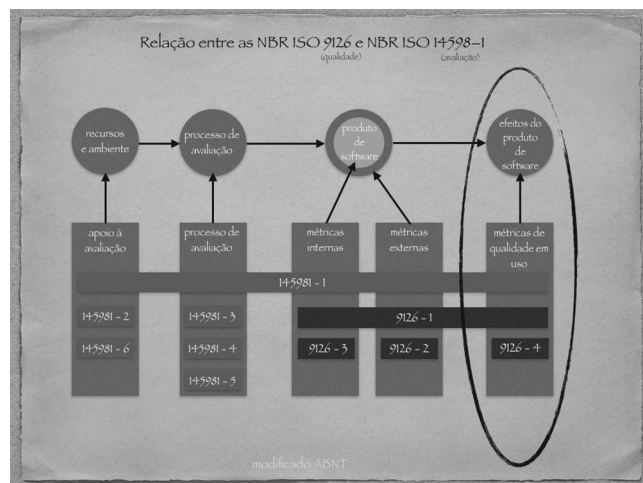 Relação entre as NBR ISO 9126 e NBR ISO 14598-1
(qualidade) (avaliação)
recursos
e ambiente
processo de
avaliação
produto
de
software
efeitos do
produto
de
software
apoio à
avaliação
processo de
avaliação
métricas
internas
métricas
externas
métricas de
qualidade em
uso
145981 - 1
145981 - 2
145981 - 3
9126 - 1
145981 - 6
145981 - 4
9126 - 3
9126 - 2
9126 - 4
145981 - 5
modificado ABNT